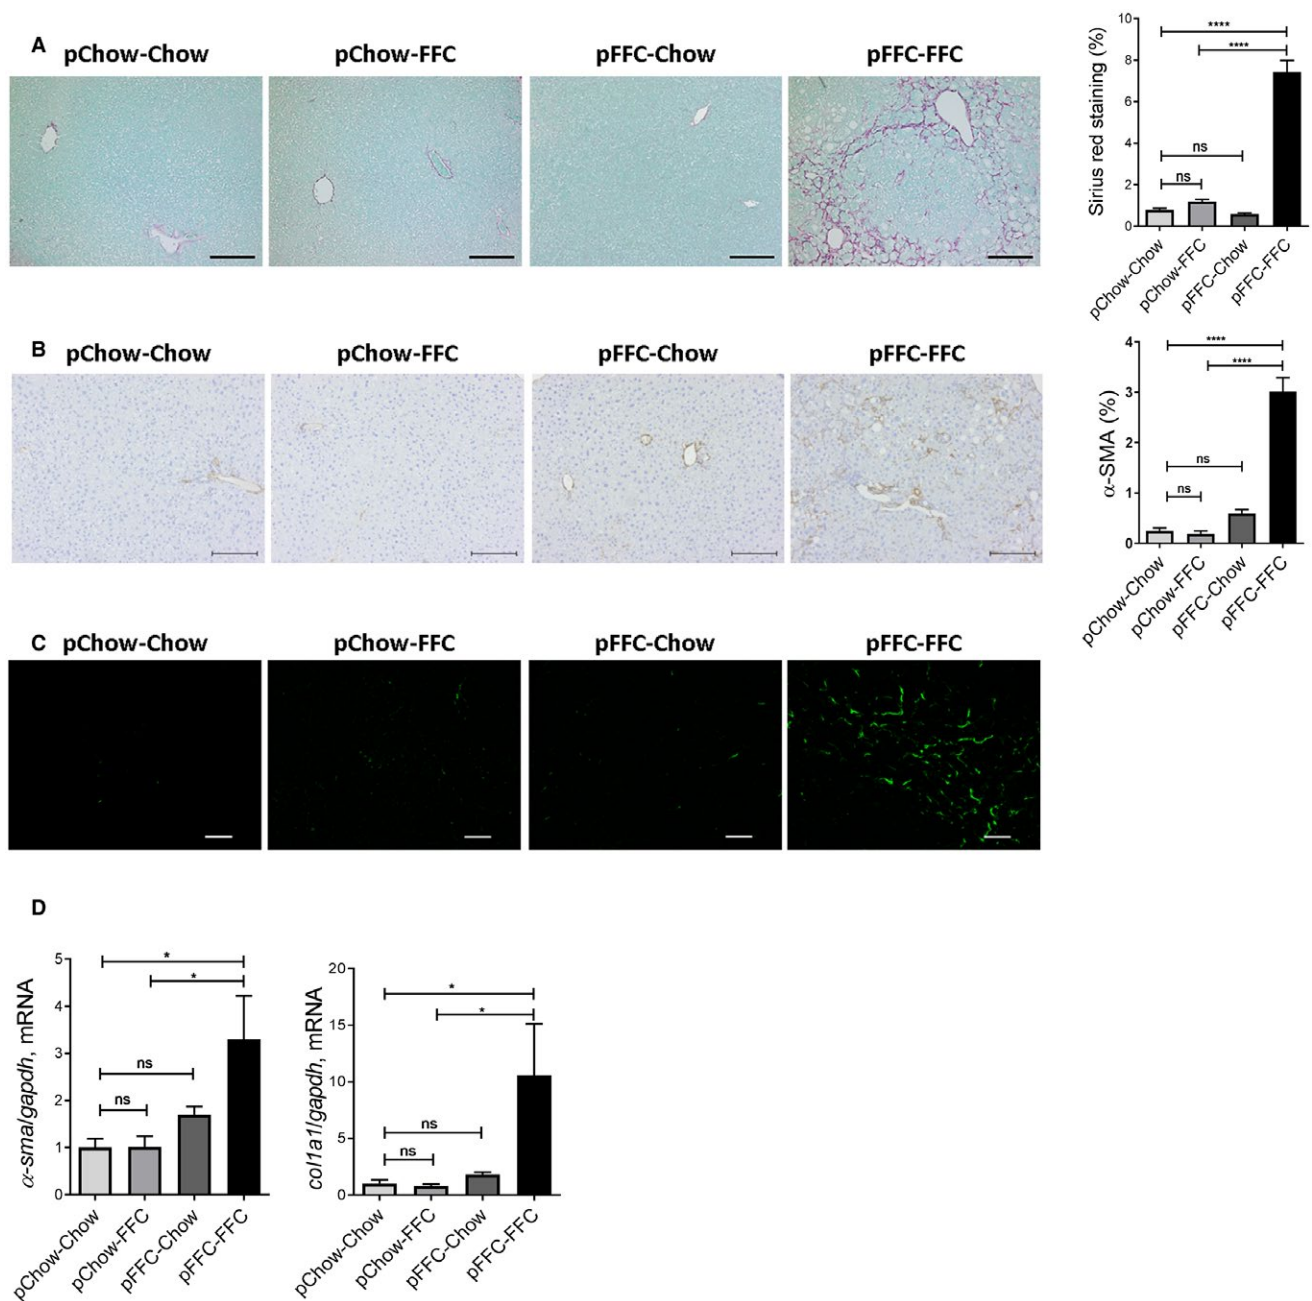 A
pChow-Chow
pChow-FFC
pFFC-Chow
pFFC-FFC
Sirius red staining (%)
10
8
6
4
2
0
****
****
ns
ns
pChow-Chow
pChow-FFC
pFFC-Chow
pFFC-FFC
B
pChow-Chow
pChow-FFC
pFFC-Chow
pFFC-FFC
α-SMA (%)
4
3
2
1
0
****
****
ns
ns
pChow-Chow
pChow-FFC
pFFC-Chow
pFFC-FFC
C
pChow-Chow
pChow-FFC
pFFC-Chow
pFFC-FFC
D
α-sma/gapdh, mRNA
5
4
3
2
1
0
*
*
ns
ns
pChow-Chow
pChow-FFC
pFFC-Chow
pFFC-FFC
col1a1/gapdh, mRNA
20
15
10
5
0
*
*
ns
ns
pChow-Chow
pChow-FFC
pFFC-Chow
pFFC-FFC